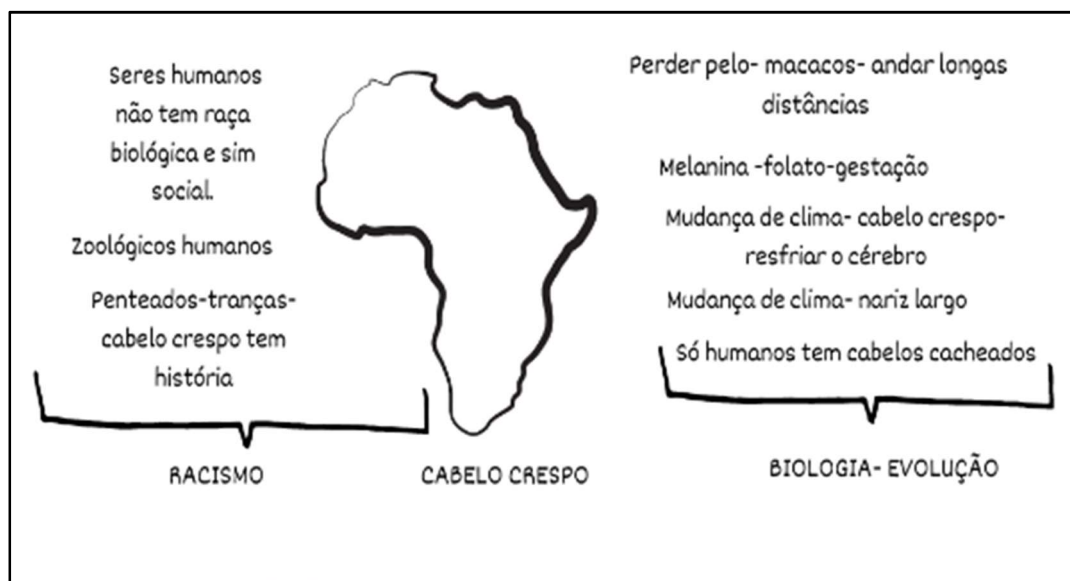 Seres humanos
não tem raça
biológica e sim
social.
Zoológicos humanos
Penteados-tranças-
cabelo crespo tem
história
RACISMO
CABELO CRESPO
Perder pelo- macacos- andar longas
distâncias
Melanina -folato-gestação
Mudança de clima- cabelo crespo-
resfriar o cérebro
Mudança de clima- nariz largo
Só humanos tem cabelos cacheados
BIOLOGIA- EVOLUÇÃO